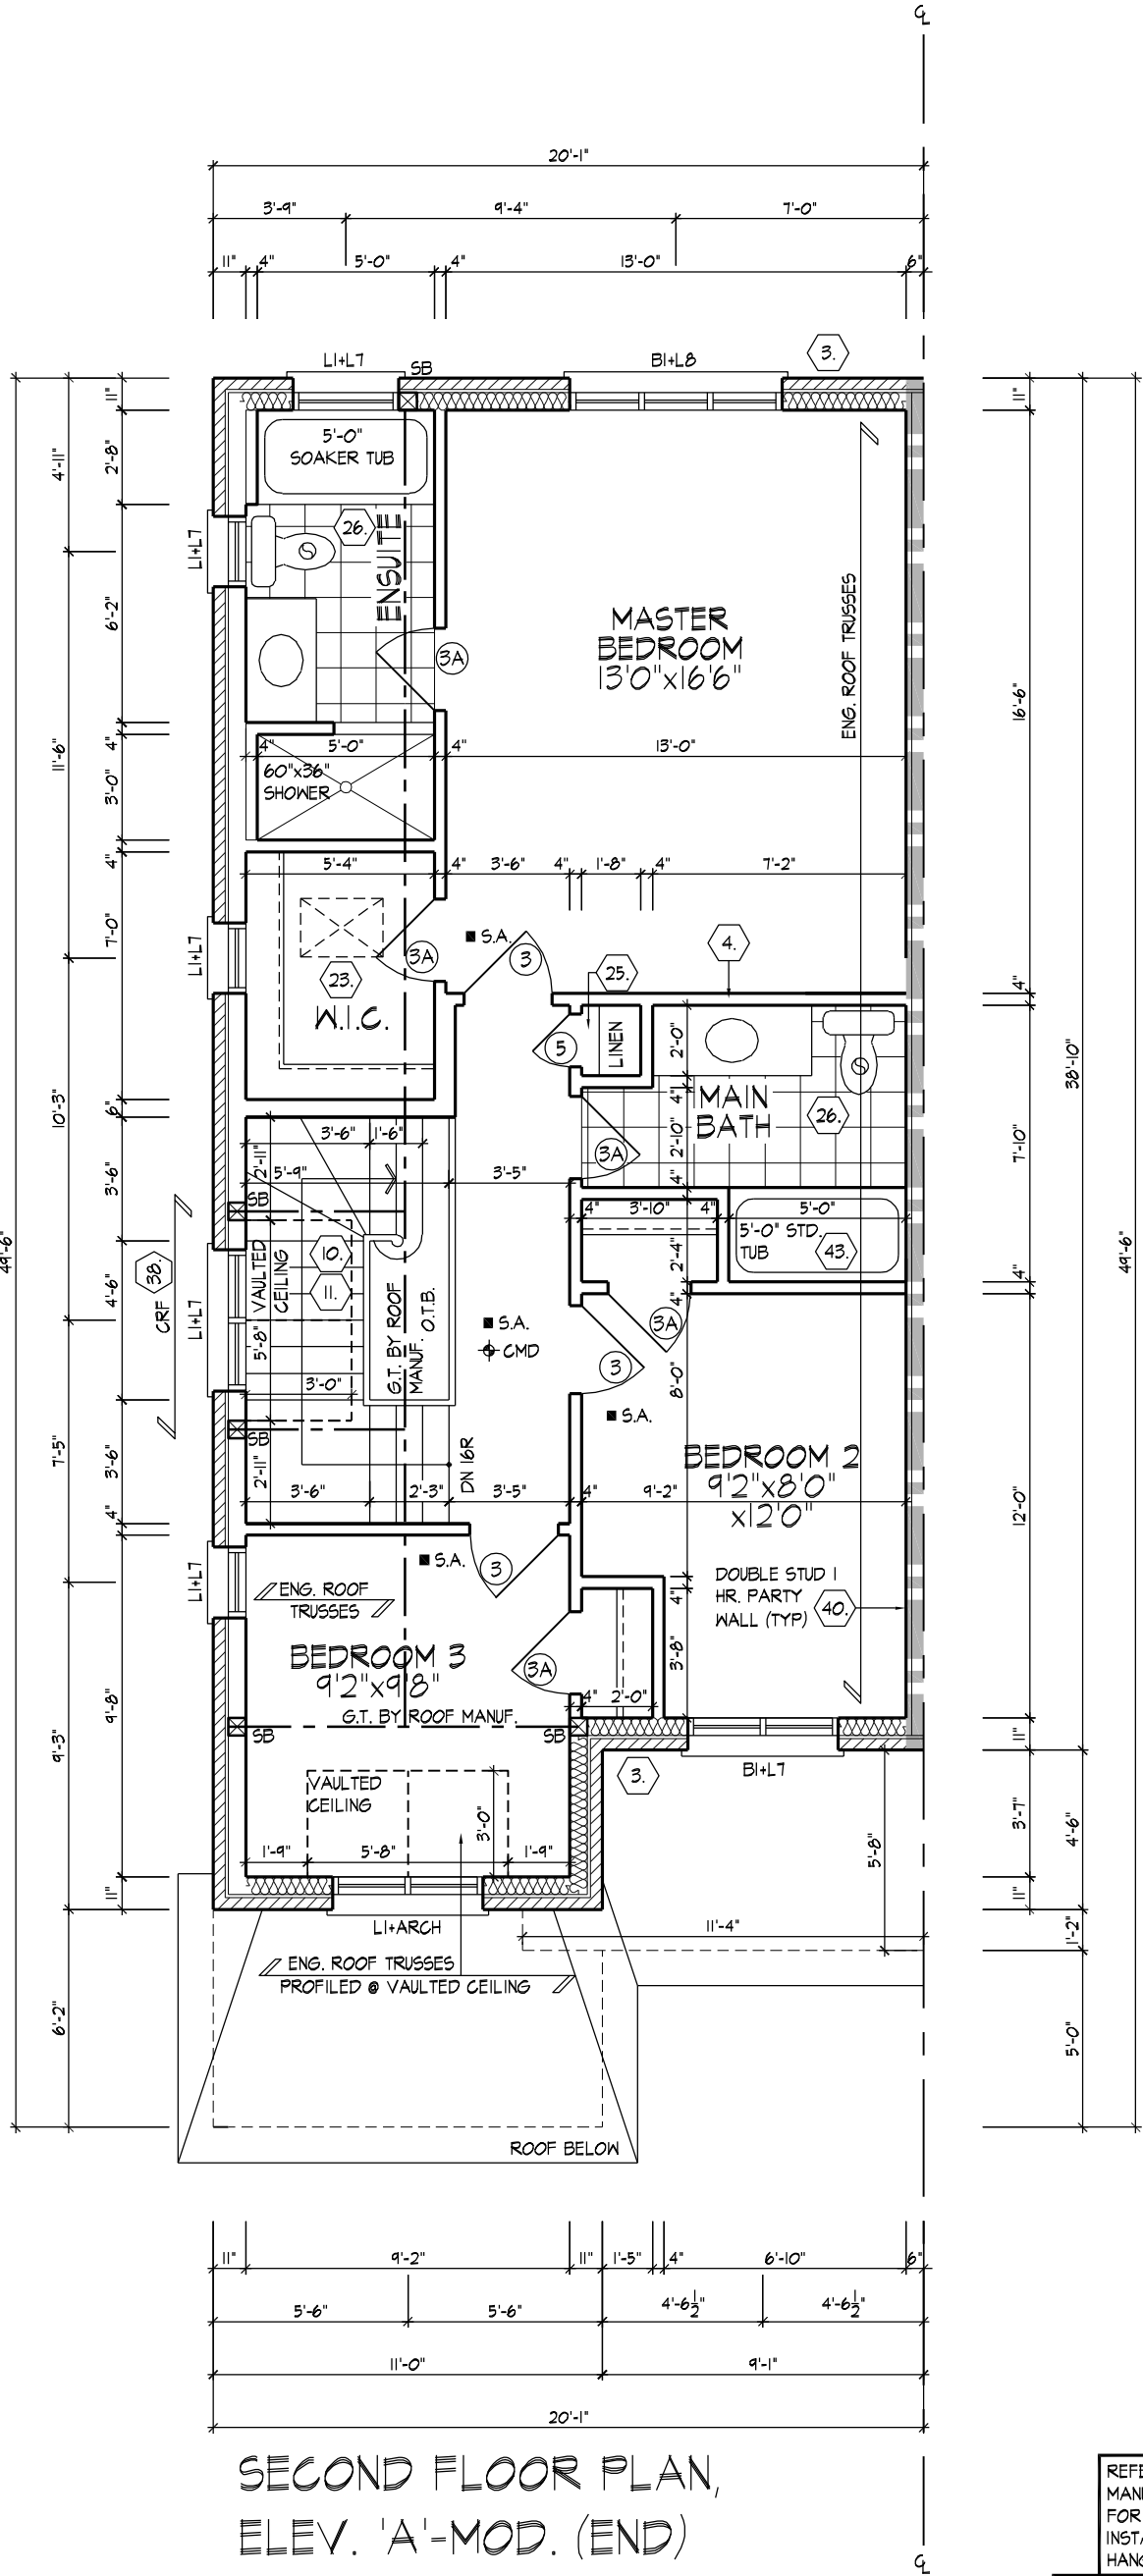 ℄
20'-1"
3'-9" 9'-4" 7'-0"
11" 4" 5'-0" 4" 13'-0" 6"
L1+L7 SB B1+L8 3.
11" 2'-8" 6'-2" 4" 3'-0" 4" 7'-0" 6" 3'-6" 4'-6" 3'-6" 4" 9'-8" 11"
4'-11" 11'-6" 10'-3" 7'-5" 9'-3" 6'-2"
49'-6"
5'-0"
SOAKER TUB
L1+L7
26.
ENSUITE
3A
MASTER
BEDROOM
13'0"x16'6"
ENG. ROOF TRUSSES
4" 5'-0" 4" 13'-0"
60"x36"
SHOWER
5'-4" 4" 3'-6" 4" 1'-8" 4" 7'-2"
L1+L7
23.
W.I.C.
3A
S.A.
3
25.
4.
5
LINEN
2'-0"
4"
2'-10"
4"
MAIN
BATH
26.
3A
3'-6" 1'-6"
2'-11"
5'-9" 3'-5"
SB
4" 3'-10" 4" 5'-0"
5'-0" STD.
TUB
43.
2'-4"
4"
38.
CRF
L1+L7
VAULTED
CEILING
5'-8"
10.
11.
3'-0"
G.T. BY ROOF
MANUF.
O.T.B.
S.A.
CMD
3A
3
8'-0"
S.A.
SB
2'-11"
DN 16R
BEDROOM 2
9'2"x8'0"
x12'0"
3'-6" 2'-3" 3'-5" 4" 9'-2"
L1+L7
S.A.
3
ENG. ROOF
TRUSSES
DOUBLE STUD 1
HR. PARTY
WALL (TYP)
40.
4"
3'-8"
BEDROOM 3
9'2"x9'8"
3A
4" 2'-0"
G.T. BY ROOF MANUF.
SB SB
3.
B1+L7
VAULTED
CEILING
3'-0"
1'-9" 5'-8" 1'-9"
5'-8"
L1+ARCH
11'-4"
ENG. ROOF TRUSSES
PROFILED @ VAULTED CEILING
ROOF BELOW
11" 16'-6" 4" 7'-10" 4" 12'-0" 11" 3'-7" 11"
38'-10" 4'-6" 1'-2" 5'-0"
49'-6"
11" 9'-2" 11" 1'-5" 4" 6'-10" 6"
5'-6" 5'-6" 4'-6½" 4'-6½"
11'-0" 9'-1"
20'-1"
SECOND FLOOR PLAN,
ELEV. 'A'-MOD. (END)
℄
REFE
MAN
FOR
INST
HANG